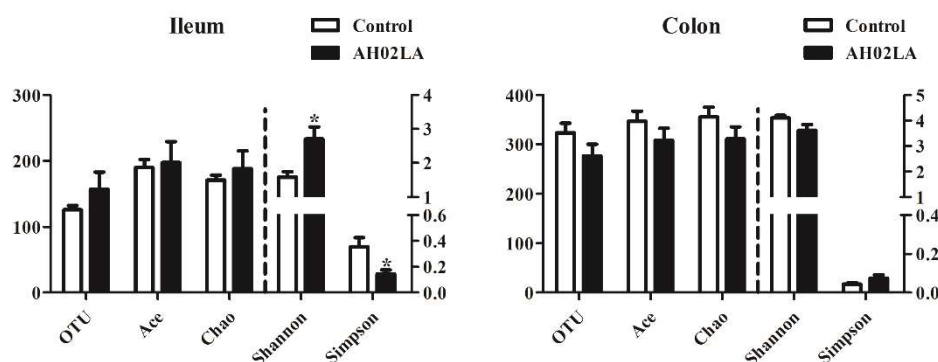 Ileum
Control
AH02LA
300
200
100
0
4
3
2
1
0.6
0.4
0.2
0.0
*
*
OTU
Ace
Chao
Shannon
Simpson
Colon
Control
AH02LA
400
300
200
100
0
5
4
3
2
1
0.4
0.2
0.0
OTU
Ace
Chao
Shannon
Simpson